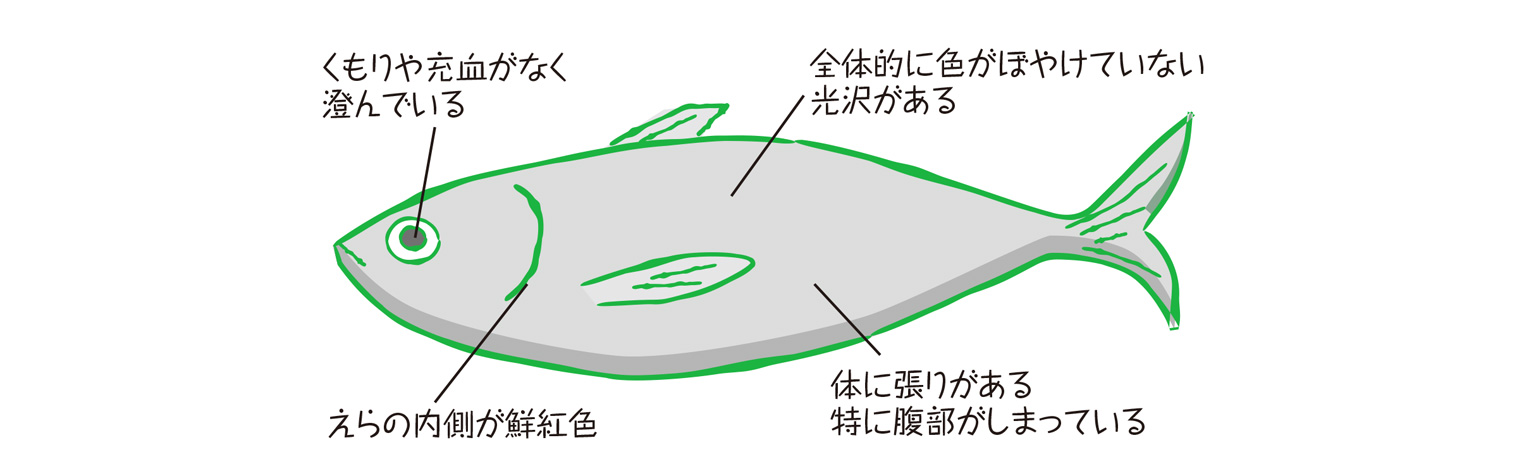 くもりや充血がなく
澄んでいる
全体的に色がぼやけていない
光沢がある
えらの内側が鮮紅色
体に張りがある
特に腹部がしまっている